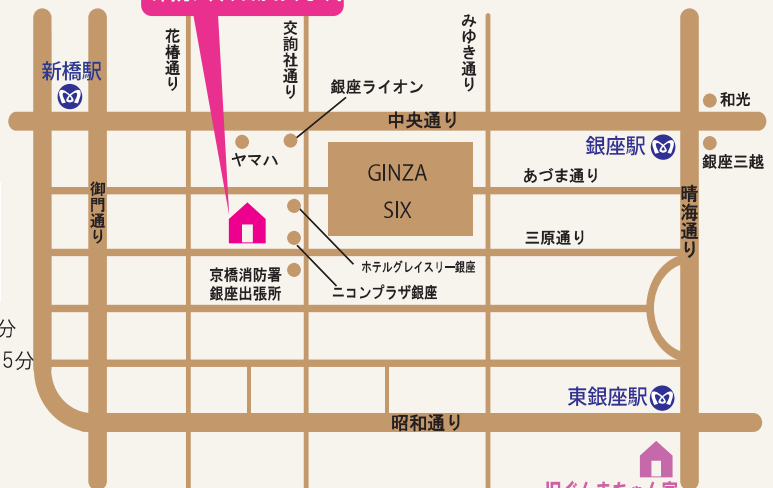 花椿通り
交詢社通り
みゆき通り
新橋駅
銀座ライオン
和光
中央通り
銀座駅
ヤマハ
銀座三越
GINZA
SIX
あづま通り
御門通り
晴海通り
三原通り
ホテルグレイスリー銀座
京橋消防署
銀座出張所
ニコンプラザ銀座
分
5分
東銀座駅
昭和通り